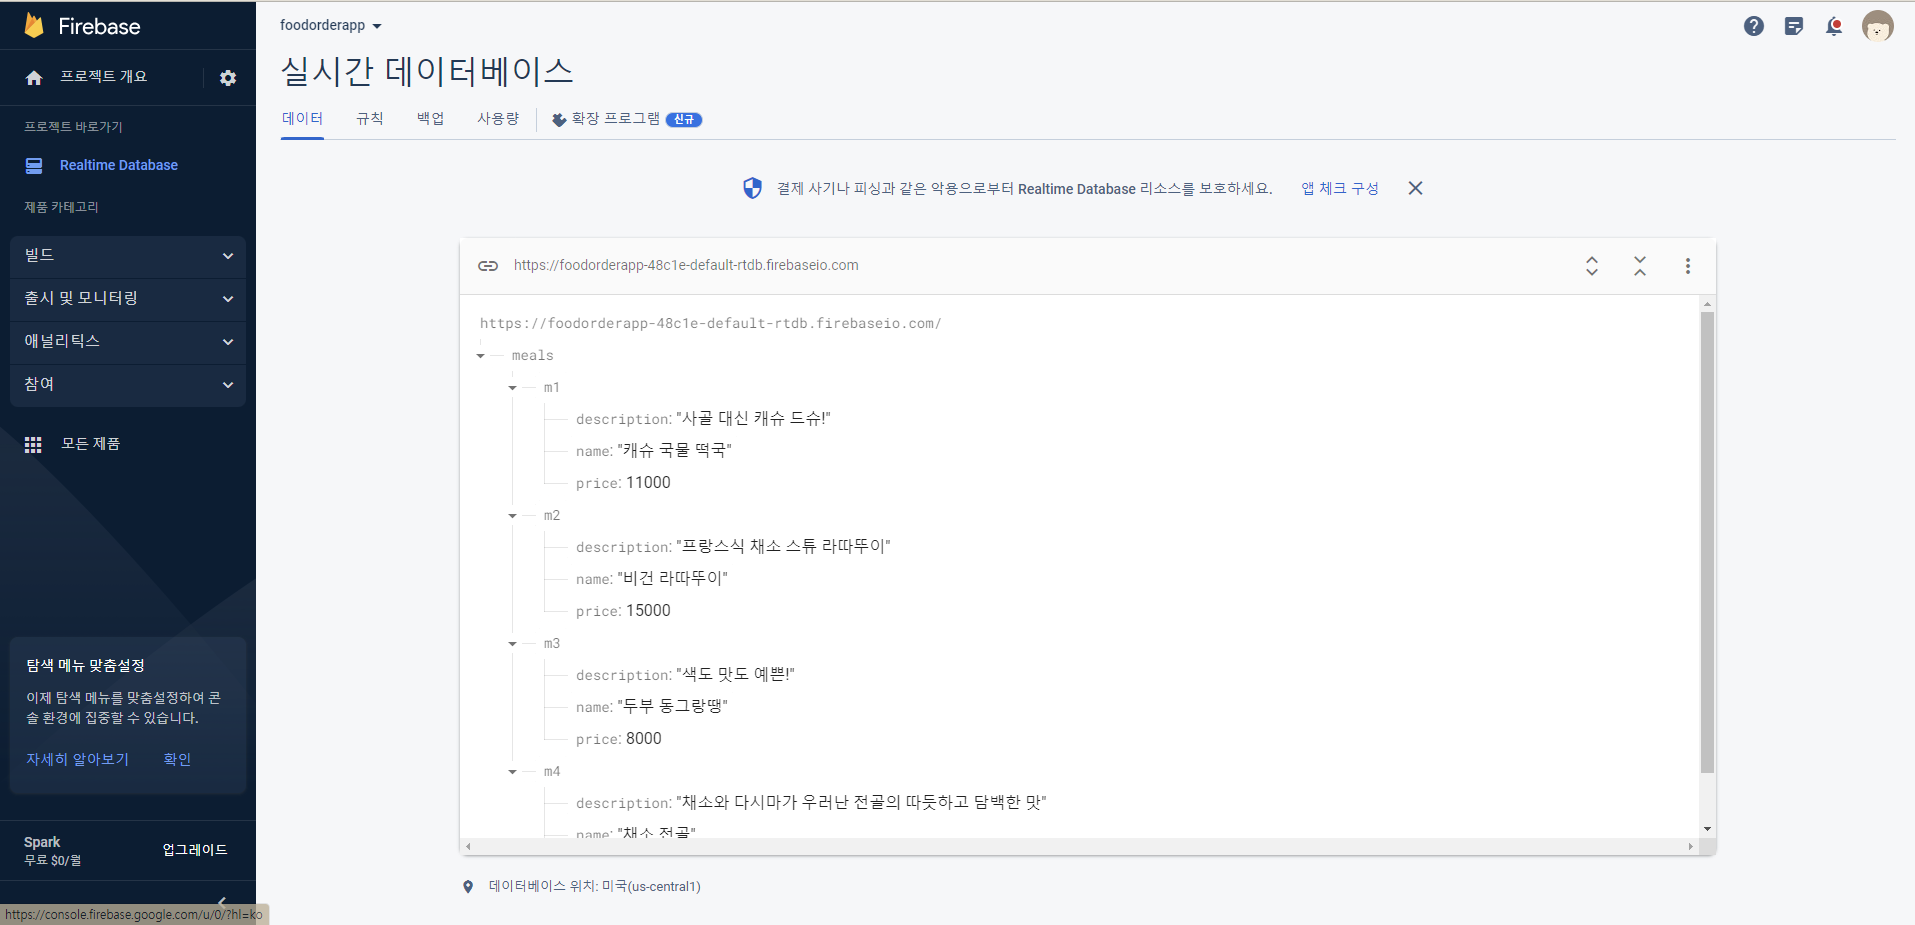 Firebase
프로젝트 개요
프로젝트 바로가기
Realtime Database
제품 카테고리
빌드
출시 및 모니터링
애널리틱스
참여
모든 제품
탐색 메뉴 맞춤설정
이제 탐색 메뉴를 맞춤설정하여 콘
솔 환경에 집중할 수 있습니다.
자세히 알아보기 확인
Spark
무료 $0/월
업그레이드
https://console.firebase.google.com/u/0/?hl=ko
foodorderapp
실시간 데이터베이스
데이터 규칙 백업 사용량 확장 프로그램 신규
결제 사기나 피싱과 같은 악용으로부터 Realtime Database 리소스를 보호하세요. 앱 체크 구성
https://foodorderapp-48c1e-default-rtdb.firebaseio.com
https://foodorderapp-48c1e-default-rtdb.firebaseio.com/
meals
m1
description: "사골 대신 캐슈 드슈!"
name: "캐슈 국물 떡국"
price: 11000
m2
description: "프랑스식 채소 스튜 라따뚜이"
name: "비건 라따뚜이"
price: 15000
m3
description: "색도 맛도 예쁜!"
name: "두부 동그랑땡"
price: 8000
m4
description: "채소와 다시마가 우러난 전골의 따듯하고 담백한 맛"
name: "채소 전골"
데이터베이스 위치: 미국(us-central1)